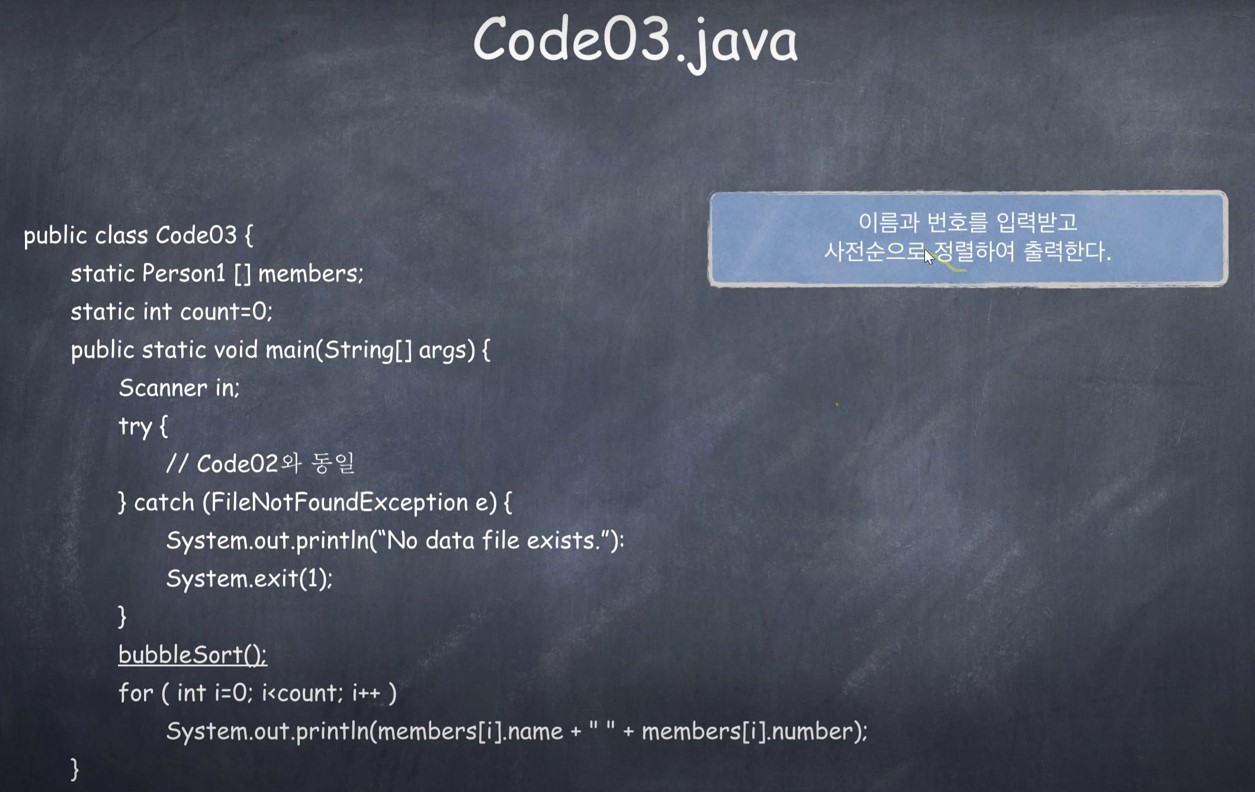 Code03.java
이름과 번호를 입력받고
사전순으로 정렬하여 출력한다.
public class Code03 {
static Person1 [] members;
static int count=0;
public static void main(String[] args) {
Scanner in;
try {
// Code02와 동일
} catch (FileNotFoundException e) {
System.out.println(“No data file exists.”):
System.exit(1);
}
bubbleSort();
for ( int i=0; i<count; i++ )
System.out.println(members[i].name + " " + members[i].number);
}